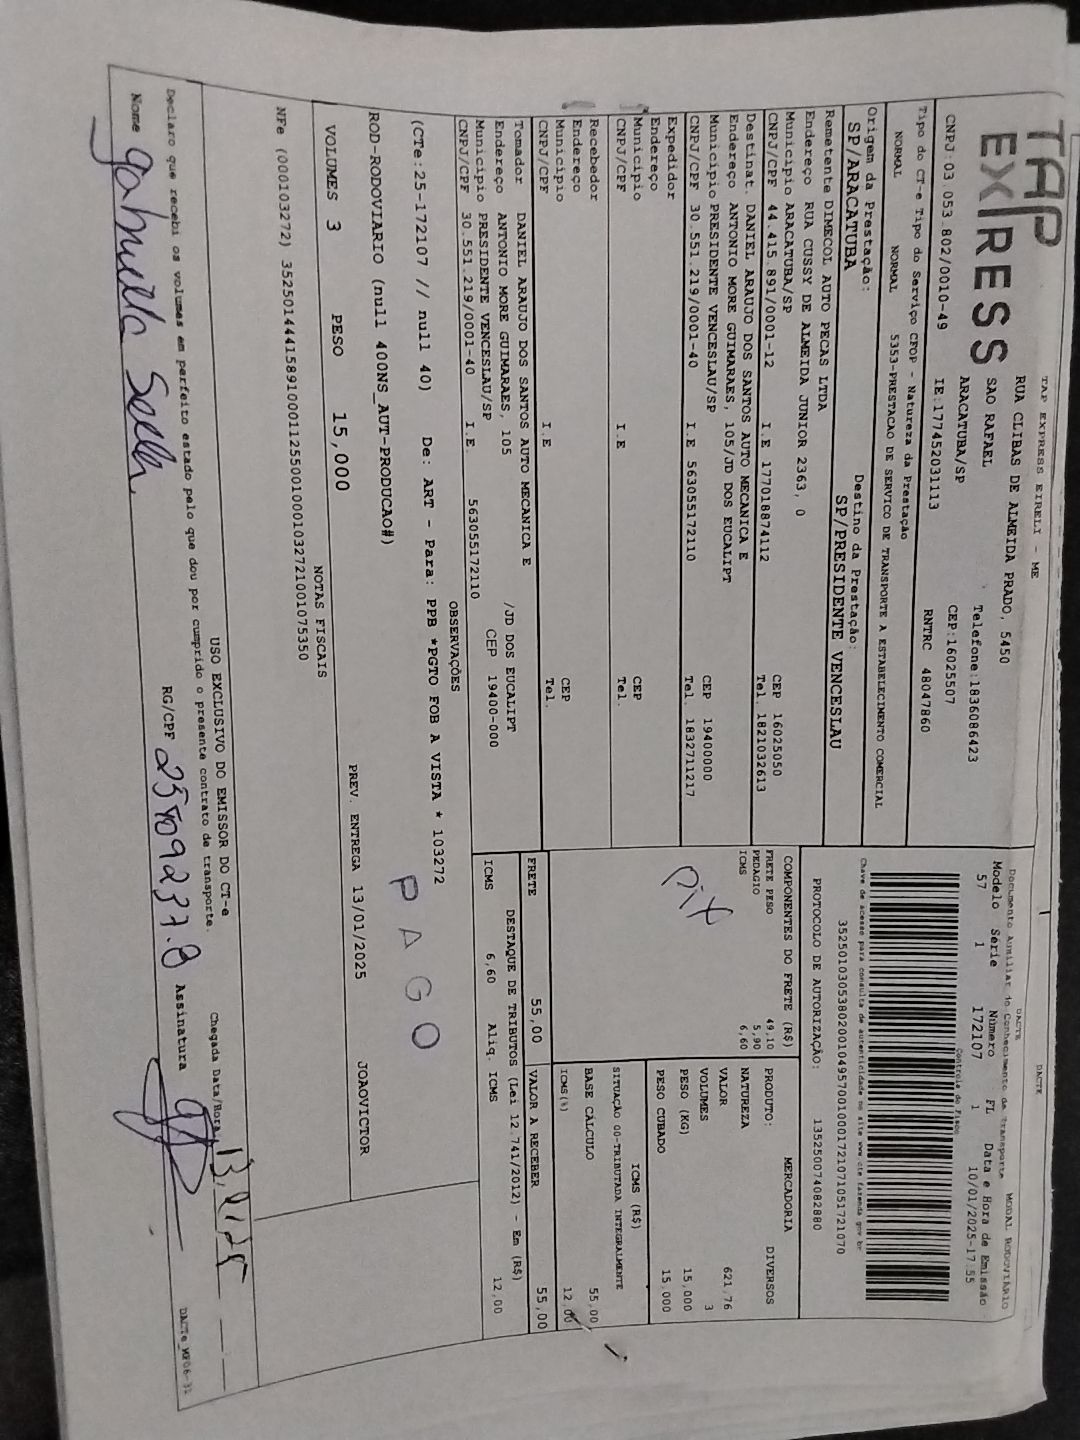 TAP EXPRESS
TAP EXPRESS EIRELI - ME
RUA CLIBAS DE ALMEIDA PRADO, 5450
SAO RAFAEL Telefone:1836086423
ARACATUBA/SP CEP:16025507
CNPJ:03.053.802/0010-49 IE:177452031113 RNTRC 48047860
DACTE
DACTE MODAL RODOVIÁRIO
Documento Auxiliar do Conhecimento de Transporte
Modelo Série Número FL Data e Hora de Emissão
57 1 172107 1 10/01/2025-17:55
Controle do Fisco
Chave de acesso para consulta de autenticidade no site www.cte.fazenda.gov.br
35250103053802001049570010001721071051721070
PROTOCOLO DE AUTORIZAÇÃO: 135250074082880
Tipo do CT-e Tipo do Serviço CFOP - Natureza da Prestação
NORMAL NORMAL 5353-PRESTACAO DE SERVICO DE TRANSPORTE A ESTABELECIMENTO COMERCIAL
Origem da Prestação: Destino da Prestação:
SP/ARACATUBA SP/PRESIDENTE VENCESLAU
Remetente DIMECOL AUTO PECAS LTDA
Endereço RUA CUSSY DE ALMEIDA JUNIOR 2363, 0
Município ARACATUBA/SP CEP 16025050
CNPJ/CPF 44.415.891/0001-12 I.E 177018874112 Tel. 1821032613
Destinat. DANIEL ARAUJO DOS SANTOS AUTO MECANICA E
Endereço ANTONIO MORE GUIMARAES, 105/JD DOS EUCALIPT
Município PRESIDENTE VENCESLAU/SP CEP 19400000
CNPJ/CPF 30.551.219/0001-40 I.E 563055172110 Tel. 1832711217
Expedidor
Endereço
Município CEP
CNPJ/CPF I.E Tel.
Recebedor
Endereço
Município CEP
CNPJ/CPF I.E Tel.
Tomador DANIEL ARAUJO DOS SANTOS AUTO MECANICA E
Endereço ANTONIO MORE GUIMARAES, 105 /JD DOS EUCALIPT
Município PRESIDENTE VENCESLAU/SP CEP 19400-000
CNPJ/CPF 30.551.219/0001-40 I.E. 563055172110
COMPONENTES DO FRETE (R$)
FRETE PESO 49,10
PEDAGIO 5,90
ICMS 6,60
Pix
MERCADORIA
PRODUTO: DIVERSOS
NATUREZA
VALOR 621,76
VOLUMES 3
PESO (KG) 15,000
PESO CUBADO 15,000
ICMS (R$)
SITUAÇÃO 00-TRIBUTADA INTEGRALMENTE
BASE CÁLCULO 55,00
ICMS(%) 12,00
FRETE 55,00 VALOR A RECEBER 55,00
DESTAQUE DE TRIBUTOS (Lei 12.741/2012) - Em (R$)
ICMS 6,60 Aliq. ICMS 12,00
OBSERVAÇÕES
(CTe:25-172107 // null 40) De: ART - Para: PPB *PGTO FOB A VISTA * 103272
PAGO
ROD-RODOVIARIO (null 400NS_AUT-PRODUCAO#)
PREV. ENTREGA 13/01/2025 JOAOVICTOR
VOLUMES 3 PESO 15,000
NOTAS FISCAIS
NFe (000103272) 35250144415891000112550010001032721001075350
USO EXCLUSIVO DO EMISSOR DO CT-e
Declaro que recebi os volumes em perfeito estado pelo que dou por cumprido o presente contrato de transporte.
Chegada Data/Hora 13/01/25
Nome RG/CPF Assinatura
DACTe_MP06-31